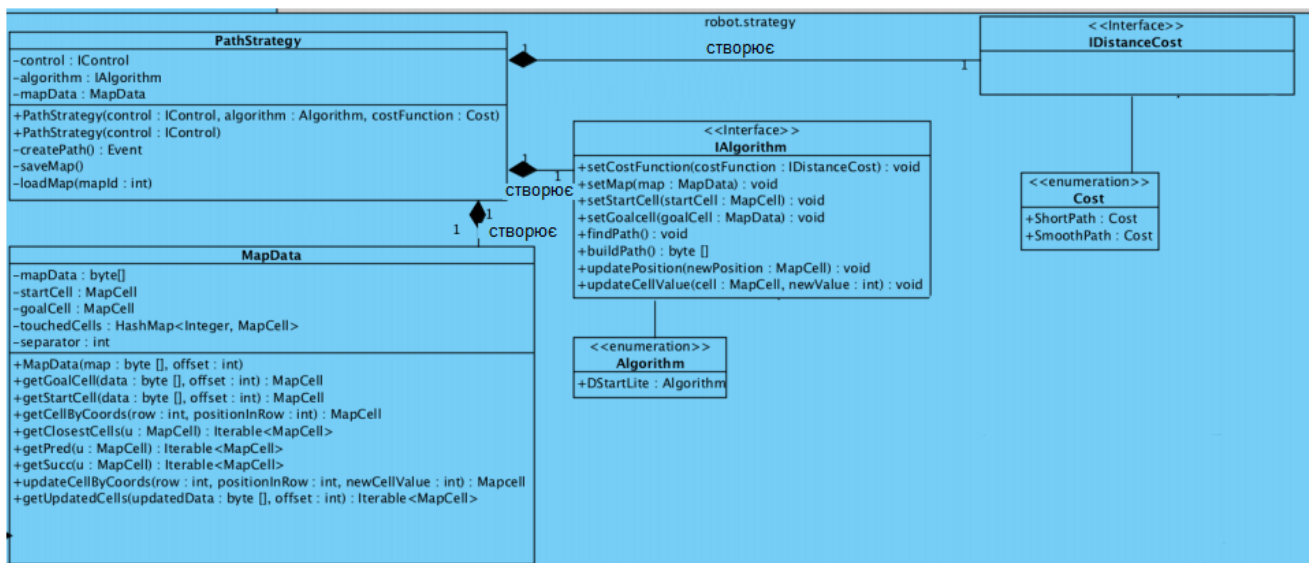 robot.strategy
PathStrategy
-control : IControl
-algorithm : IAlgorithm
-mapData : MapData
+PathStrategy(control : IControl, algorithm : Algorithm, costFunction : Cost)
+PathStrategy(control : IControl)
-createPath() : Event
-saveMap()
-loadMap(mapId : int)
1
створює
1
<<Interface>>
IDistanceCost
1
створює
1
<<Interface>>
IAlgorithm
+setCostFunction(costFunction : IDistanceCost) : void
+setMap(map : MapData) : void
+setStartCell(startCell : MapCell) : void
+setGoalcell(goalCell : MapData) : void
+findPath() : void
+buildPath() : byte []
+updatePosition(newPosition : MapCell) : void
+updateCellValue(cell : MapCell, newValue : int) : void
<<enumeration>>
Cost
+ShortPath : Cost
+SmoothPath : Cost
1
1
створює
MapData
-mapData : byte[]
-startCell : MapCell
-goalCell : MapCell
-touchedCells : HashMap<Integer, MapCell>
-separator : int
+MapData(map : byte [], offset : int)
+getGoalCell(data : byte [], offset : int) : MapCell
+getStartCell(data : byte [], offset : int) : MapCell
+getCellByCoords(row : int, positionInRow : int) : MapCell
+getClosestCells(u : MapCell) : Iterable<MapCell>
+getPred(u : MapCell) : Iterable<MapCell>
+getSucc(u : MapCell) : Iterable<MapCell>
+updateCellByCoords(row : int, positionInRow : int, newCellValue : int) : Mapcell
+getUpdatedCells(updatedData : byte [], offset : int) : Iterable<MapCell>
<<enumeration>>
Algorithm
+DStartLite : Algorithm